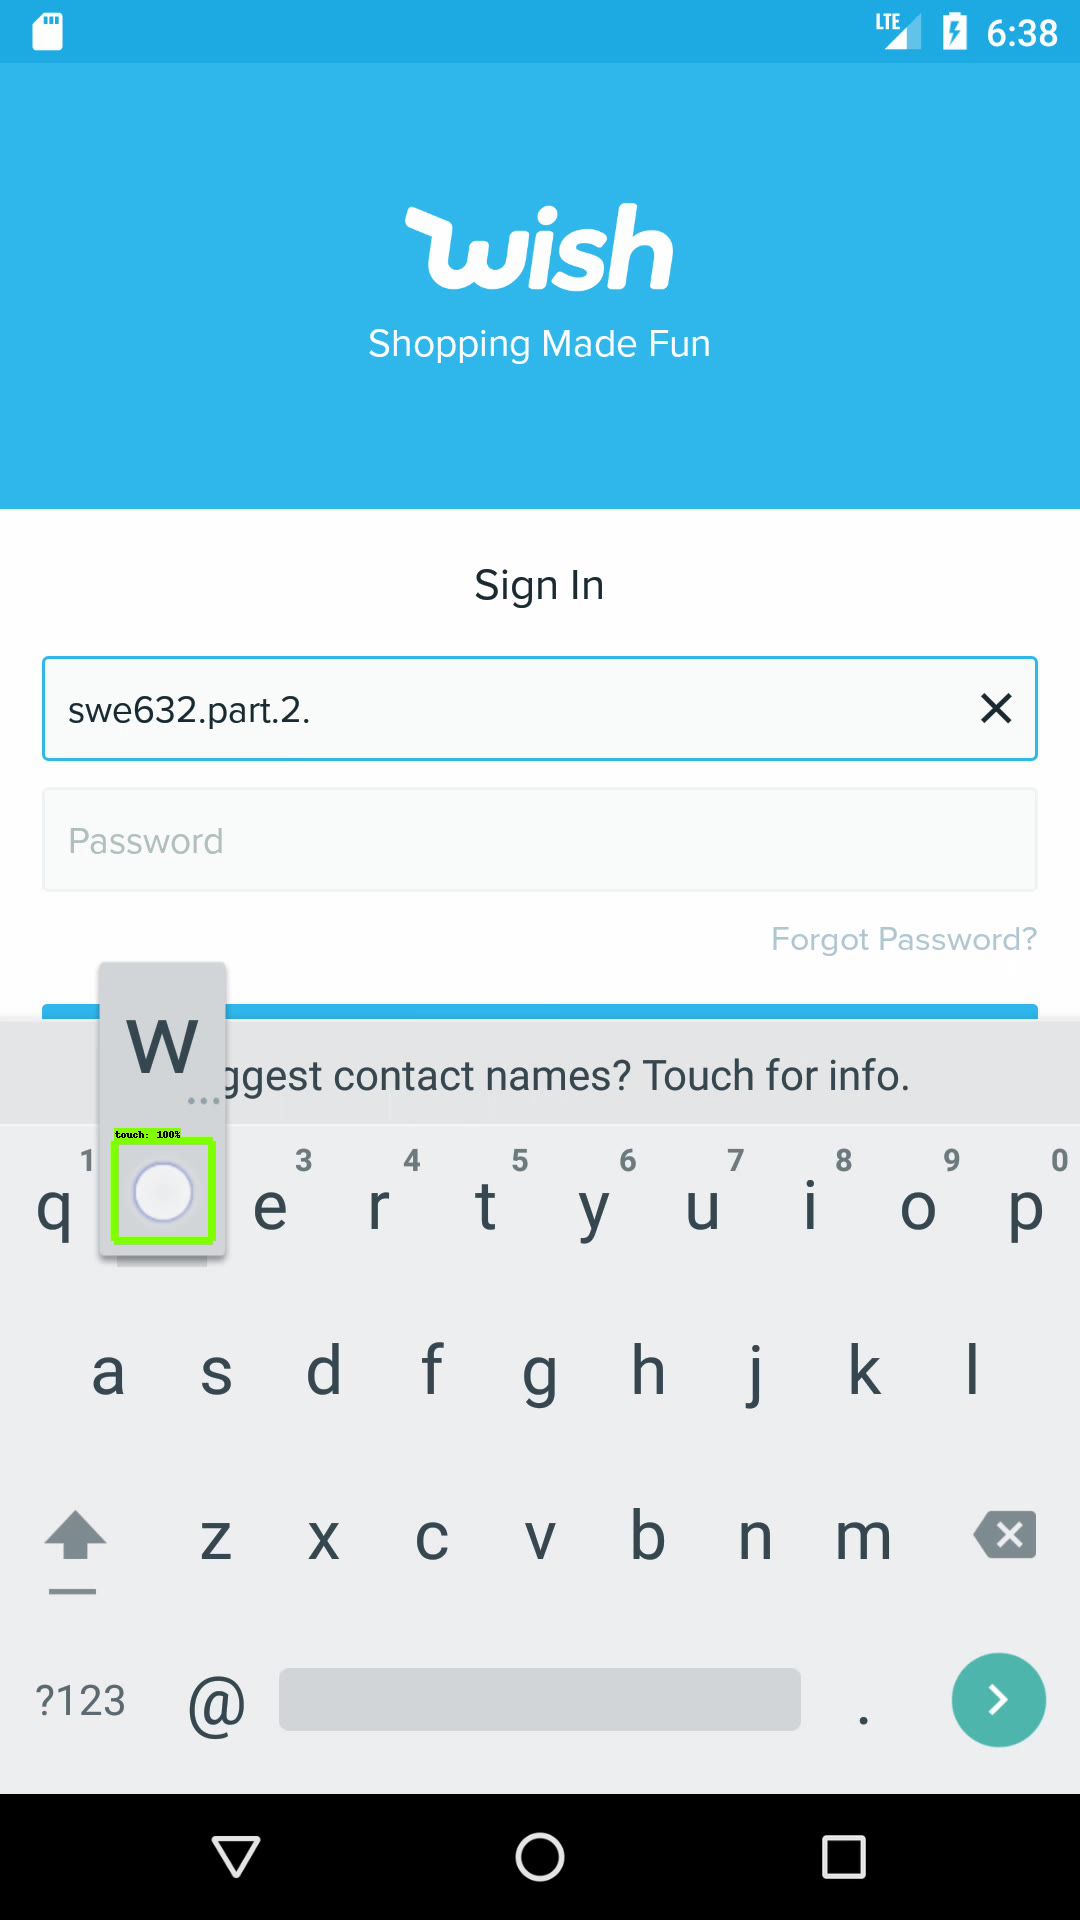 LTE 6:38
wish
Shopping Made Fun
Sign In
swe632.part.2.
Password
Forgot Password?
w
ggest contact names? Touch for info.
touch: 100%
1 3 4 5 6 7 8 9 0
q e r t y u i o p
a s d f g h j k l
z x c v b n m
?123 @ .